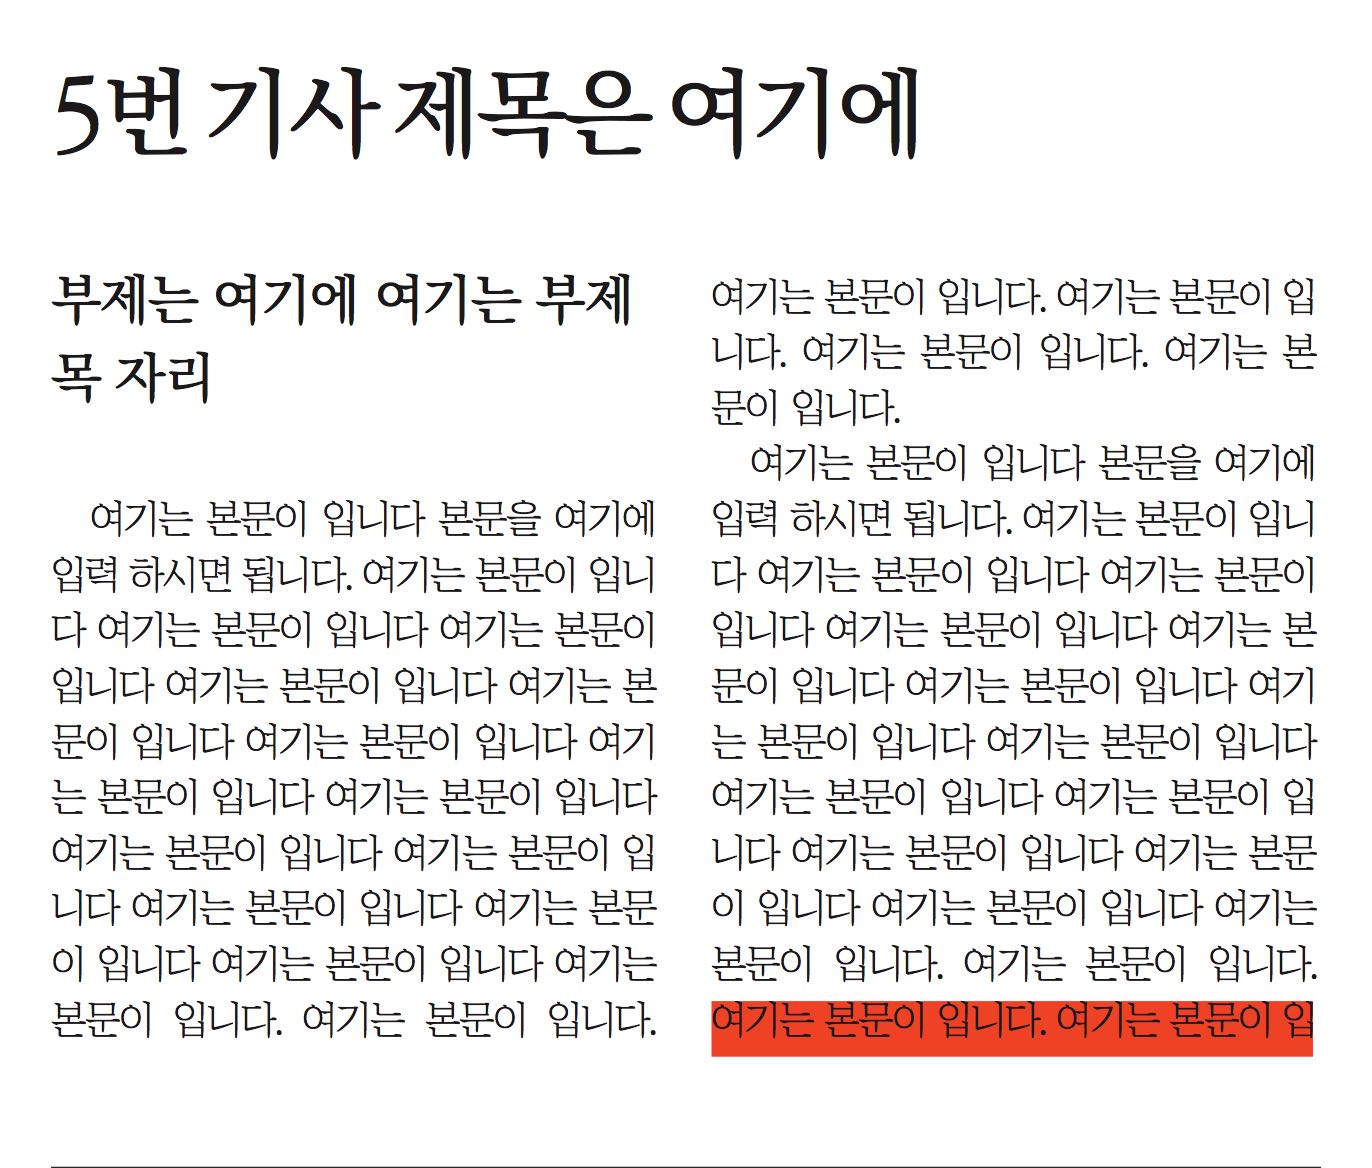 5번 기사 제목은 여기에
부제는 여기에 여기는 부제
목 자리
여기는 본문이 입니다 본문을 여기에
입력 하시면 됩니다. 여기는 본문이 입니
다 여기는 본문이 입니다 여기는 본문이
입니다 여기는 본문이 입니다 여기는 본
문이 입니다 여기는 본문이 입니다 여기
는 본문이 입니다 여기는 본문이 입니다
여기는 본문이 입니다 여기는 본문이 입
니다 여기는 본문이 입니다 여기는 본문
이 입니다 여기는 본문이 입니다 여기는
본문이 입니다. 여기는 본문이 입니다.
여기는 본문이 입니다. 여기는 본문이 입
니다. 여기는 본문이 입니다. 여기는 본
문이 입니다.
여기는 본문이 입니다 본문을 여기에
입력 하시면 됩니다. 여기는 본문이 입니
다 여기는 본문이 입니다 여기는 본문이
입니다 여기는 본문이 입니다 여기는 본
문이 입니다 여기는 본문이 입니다 여기
는 본문이 입니다 여기는 본문이 입니다
여기는 본문이 입니다 여기는 본문이 입
니다 여기는 본문이 입니다 여기는 본문
이 입니다 여기는 본문이 입니다 여기는
본문이 입니다. 여기는 본문이 입니다.
여기는 본문이 입니다. 여기는 본문이 입